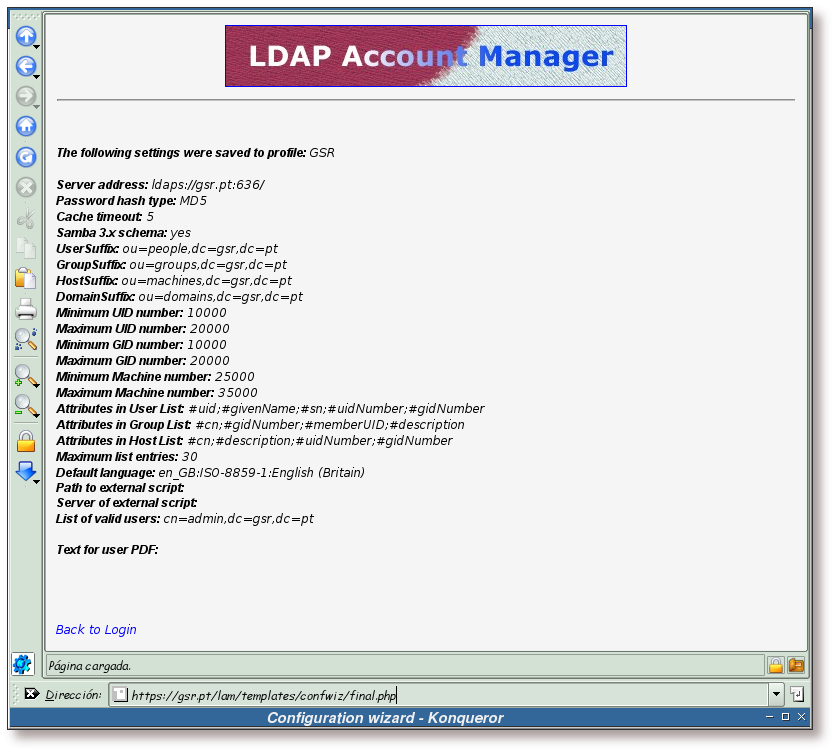 LDAP Account Manager
The following settings were saved to profile: GSR
Server address: ldaps://gsr.pt:636/
Password hash type: MD5
Cache timeout: 5
Samba 3.x schema: yes
UserSuffix: ou=people,dc=gsr,dc=pt
GroupSuffix: ou=groups,dc=gsr,dc=pt
HostSuffix: ou=machines,dc=gsr,dc=pt
DomainSuffix: ou=domains,dc=gsr,dc=pt
Minimum UID number: 10000
Maximum UID number: 20000
Minimum GID number: 10000
Maximum GID number: 20000
Minimum Machine number: 25000
Maximum Machine number: 35000
Attributes in User List: #uid;#givenName;#sn;#uidNumber;#gidNumber
Attributes in Group List: #cn;#gidNumber;#memberUID;#description
Attributes in Host List: #cn;#description;#uidNumber;#gidNumber
Maximum list entries: 30
Default language: en_GB:ISO-8859-1:English (Britain)
Path to external script:
Server of external script:
List of valid users: cn=admin,dc=gsr,dc=pt
Text for user PDF:
Back to Login
Página cargada.
Dirección: https://gsr.pt/lam/templates/confwiz/final.php
Configuration wizard - Konqueror